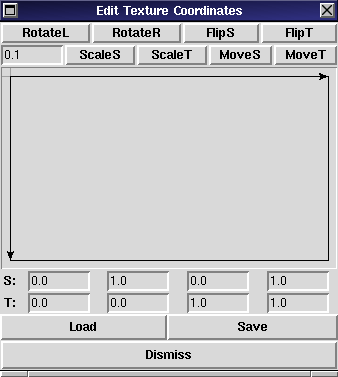 Edit Texture Coordinates
RotateL RotateR FlipS FlipT
0.1 ScaleS ScaleT MoveS MoveT
S: 0.0 1.0 0.0 1.0
T: 0.0 0.0 1.0 1.0
Load Save
Dismiss